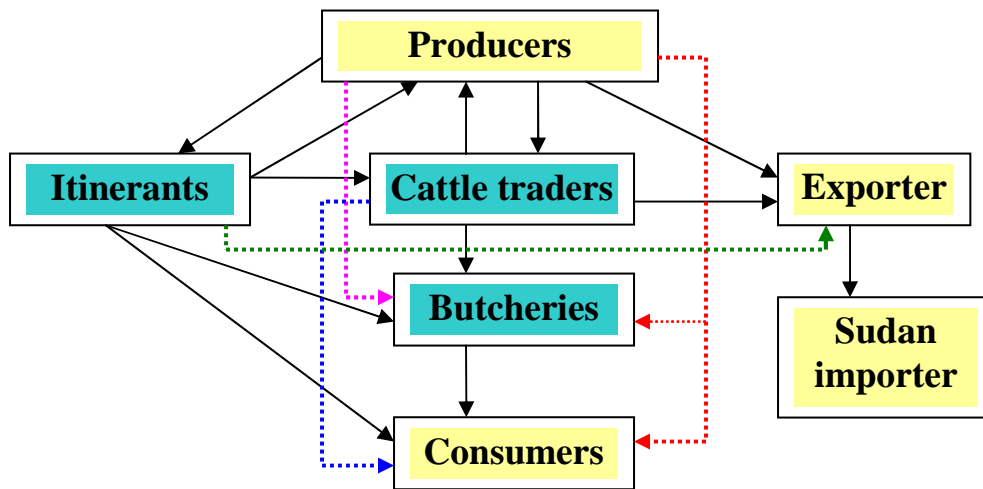 Producers
Itinerants
Cattle traders
Exporter
Butcheries
Sudan
importer
Consumers